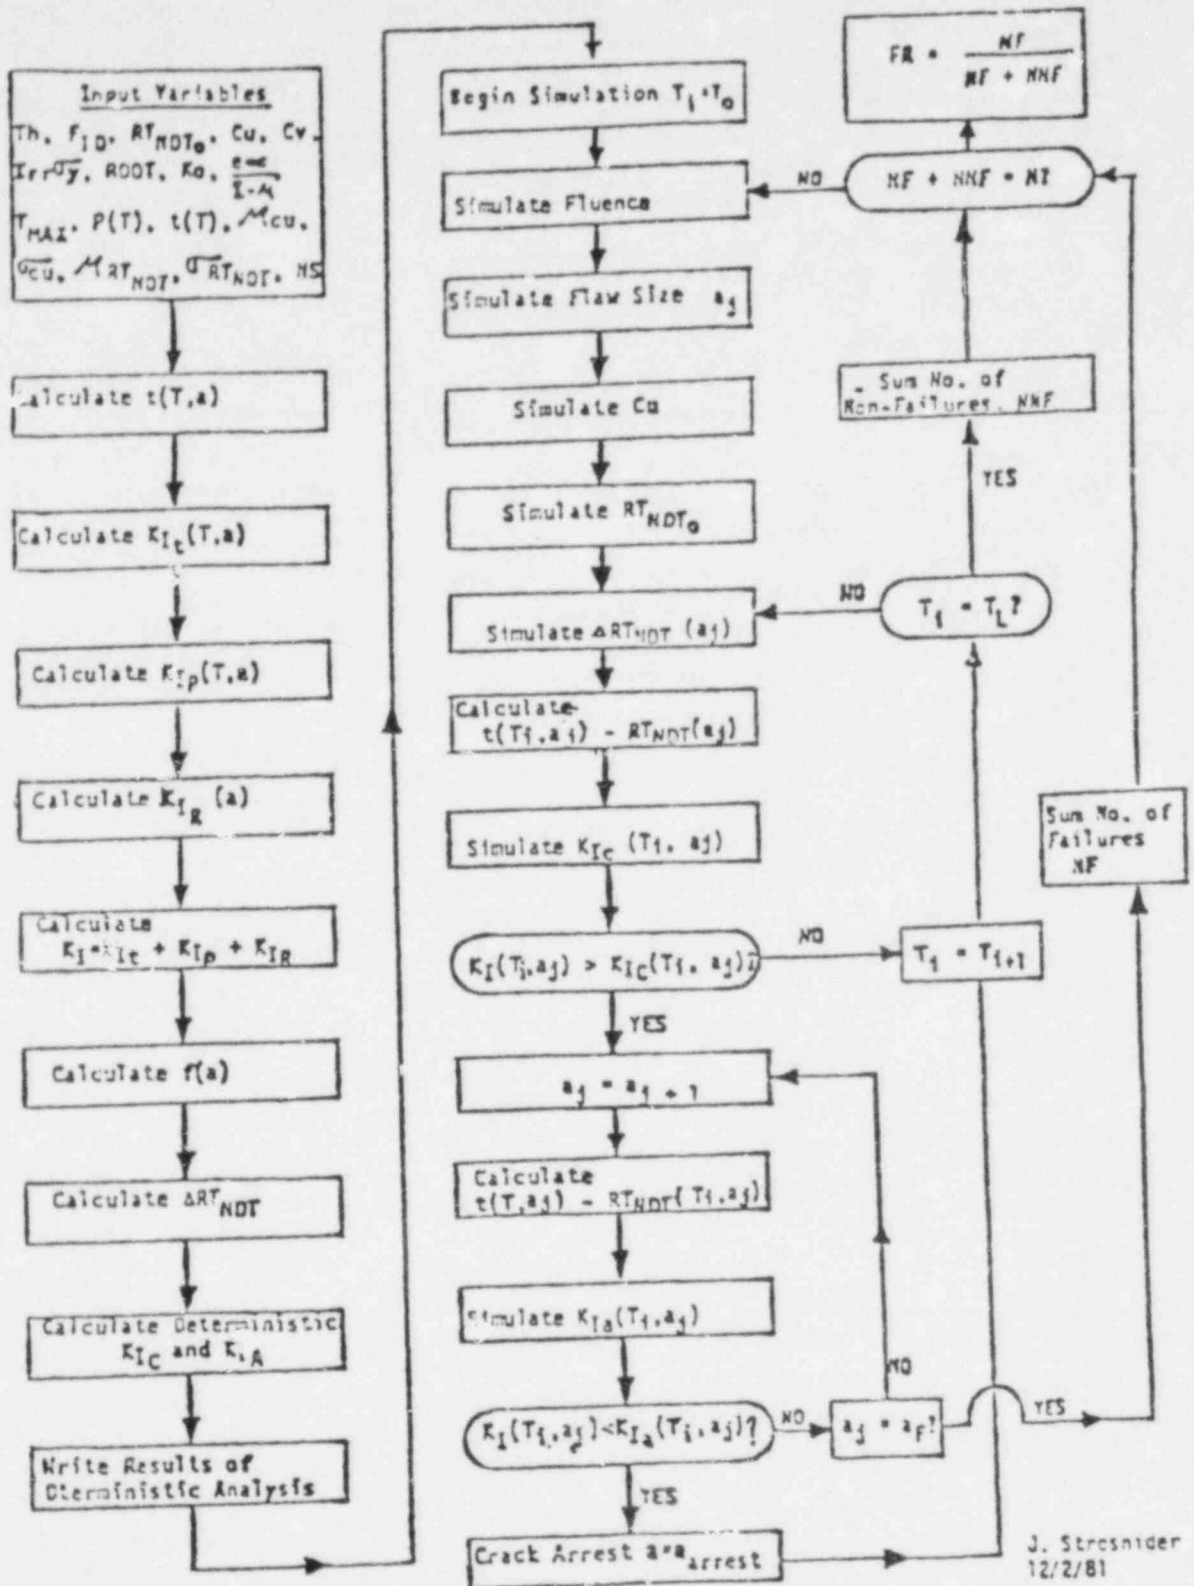 Input Variables
Th, F_ID, RT_NDT₀, Cu, Cv,
Irr σy, ROOT, Ko, eα/1-μ,
T_MAX, P(T), t(T), μcu,
σcu, μRT_NDT, σRT_NDT, NS
Calculate t(T,a)
Calculate K_It(T,a)
Calculate K_Ip(T,a)
Calculate K_IR (a)
Calculate
K_I=K_It + K_Ip + K_IR
Calculate f(a)
Calculate ΔRT_NDT
Calculate Deterministic
K_IC and K_IA
Write Results of
Dterministic Analysis
Begin Simulation T_i=T_o
Simulate Fluence
Simulate Flaw Size a_j
Simulate Cu
Simulate RT_NDT₀
Simulate ΔRT_NDT (a_j)
Calculate
t(T_i,a_j) - RT_NDT(a_j)
Simulate K_Ic (T_i, a_j)
K_I(T_i,a_j) > K_IC(T_i, a_j)?
NO
T_i = T_i+1
YES
a_j = a_j + 1
Calculate
t(T,a_j) - RT_NDT(T_i,a_j)
Simulate K_Ia(T_i,a_j)
K_I(T_i,a_j)<K_Ia(T_i,a_j)?
NO
a_j = a_F?
NO
YES
YES
Crack Arrest a=a_arrest
FR = NF / NF + NNF
NF + NNF = NT
NO
Sum No. of
Non-Failures, NNF
YES
T_i = T_L?
NO
Sum No. of
Failures
NF
J. Strosnider
12/2/81